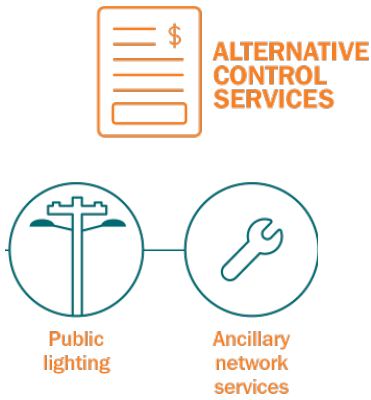 $
ALTERNATIVE
CONTROL
SERVICES
Public
lighting
Ancillary
network
services